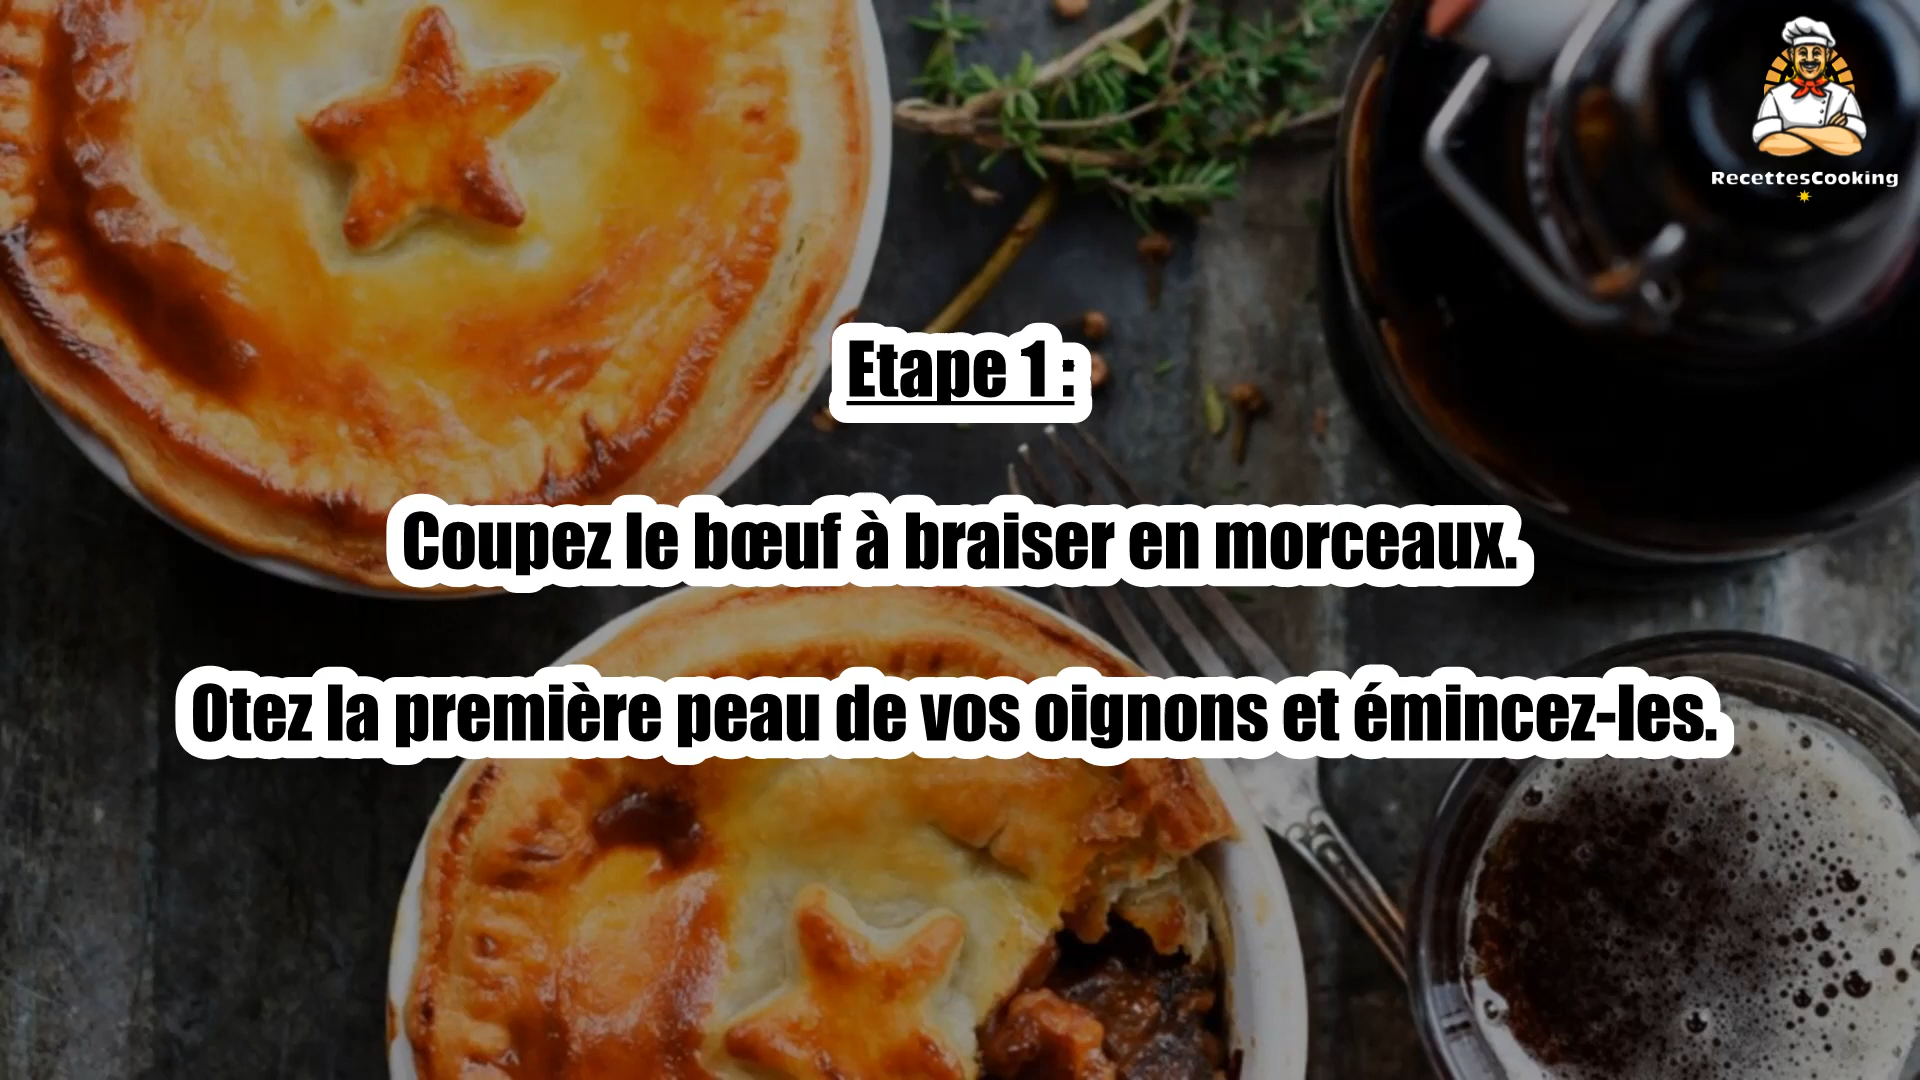 RecettesCooking
Etape 1 :
Coupez le bœuf à braiser en morceaux.
Otez la première peau de vos oignons et émincez-les.